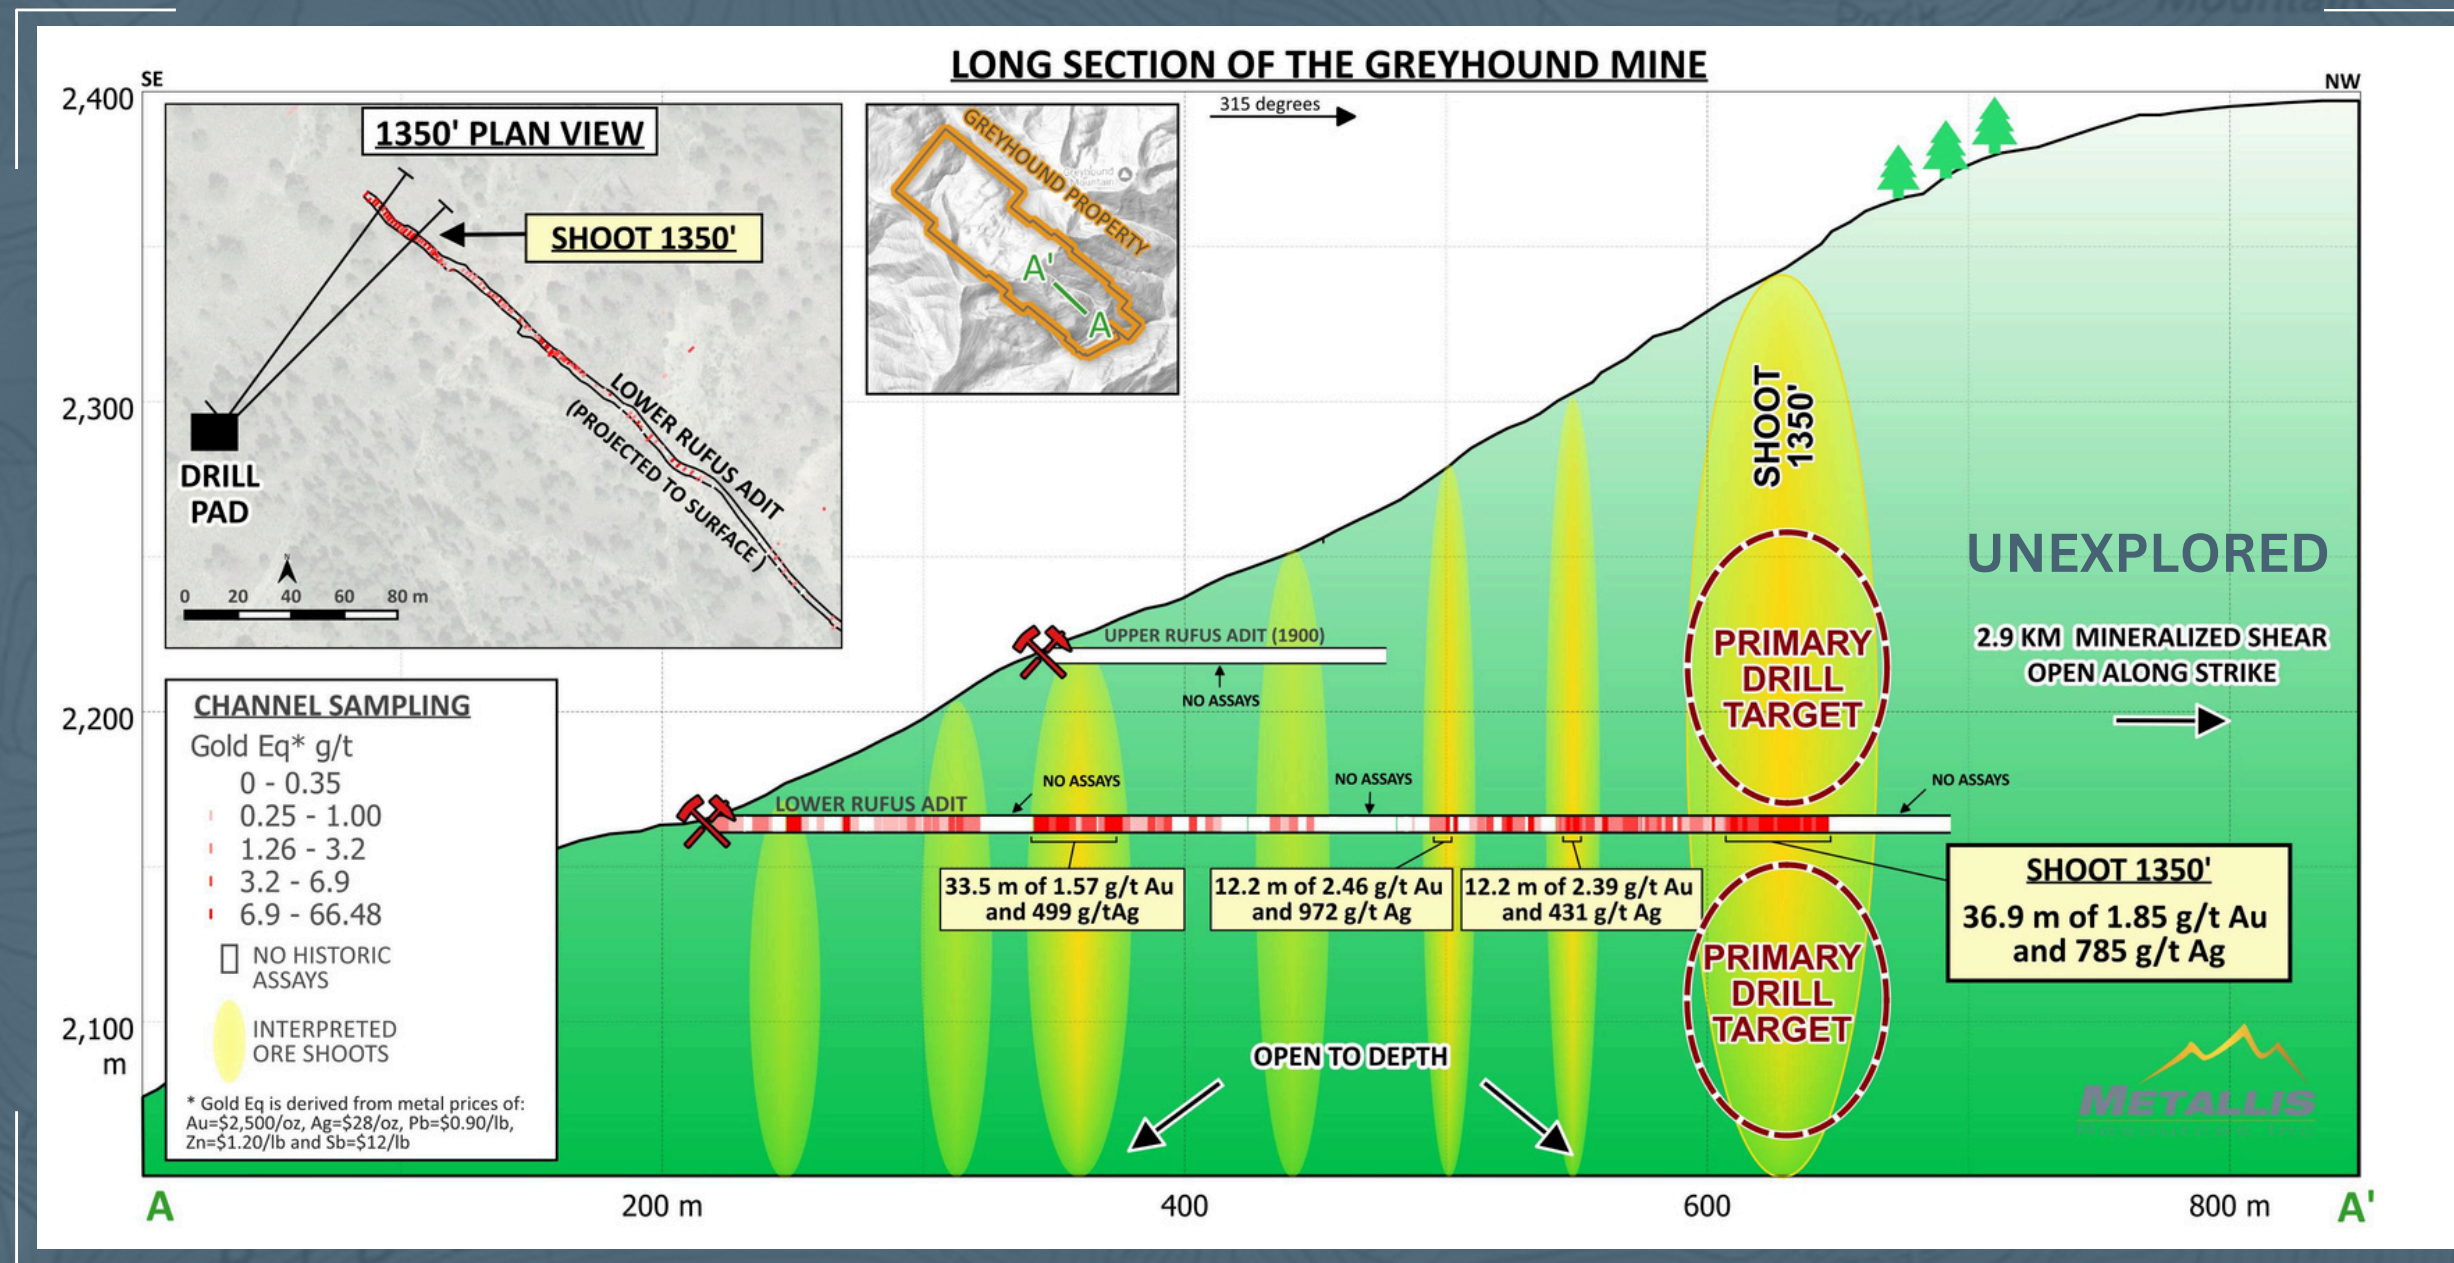 LONG SECTION OF THE GREYHOUND MINE
SE
NW
315 degrees
2,400
2,300
2,200
2,100
m
1350' PLAN VIEW
SHOOT 1350'
LOWER RUFUS ADIT
(PROJECTED TO SURFACE )
DRILL
PAD
N
0 20 40 60 80 m
GREYHOUND PROPERTY
Greyhound
Mountain
A'
A
CHANNEL SAMPLING
Gold Eq* g/t
0 - 0.35
0.25 - 1.00
1.26 - 3.2
3.2 - 6.9
6.9 - 66.48
NO HISTORIC
ASSAYS
INTERPRETED
ORE SHOOTS
* Gold Eq is derived from metal prices of:
Au=$2,500/oz, Ag=$28/oz, Pb=$0.90/lb,
Zn=$1.20/lb and Sb=$12/lb
SHOOT
1350'
UNEXPLORED
2.9 KM MINERALIZED SHEAR
OPEN ALONG STRIKE
UPPER RUFUS ADIT (1900)
NO ASSAYS
PRIMARY
DRILL
TARGET
LOWER RUFUS ADIT
NO ASSAYS
NO ASSAYS
NO ASSAYS
33.5 m of 1.57 g/t Au
and 499 g/tAg
12.2 m of 2.46 g/t Au
and 972 g/t Ag
12.2 m of 2.39 g/t Au
and 431 g/t Ag
SHOOT 1350'
36.9 m of 1.85 g/t Au
and 785 g/t Ag
PRIMARY
DRILL
TARGET
OPEN TO DEPTH
METALLIS
A
200 m
400
600
800 m
A'